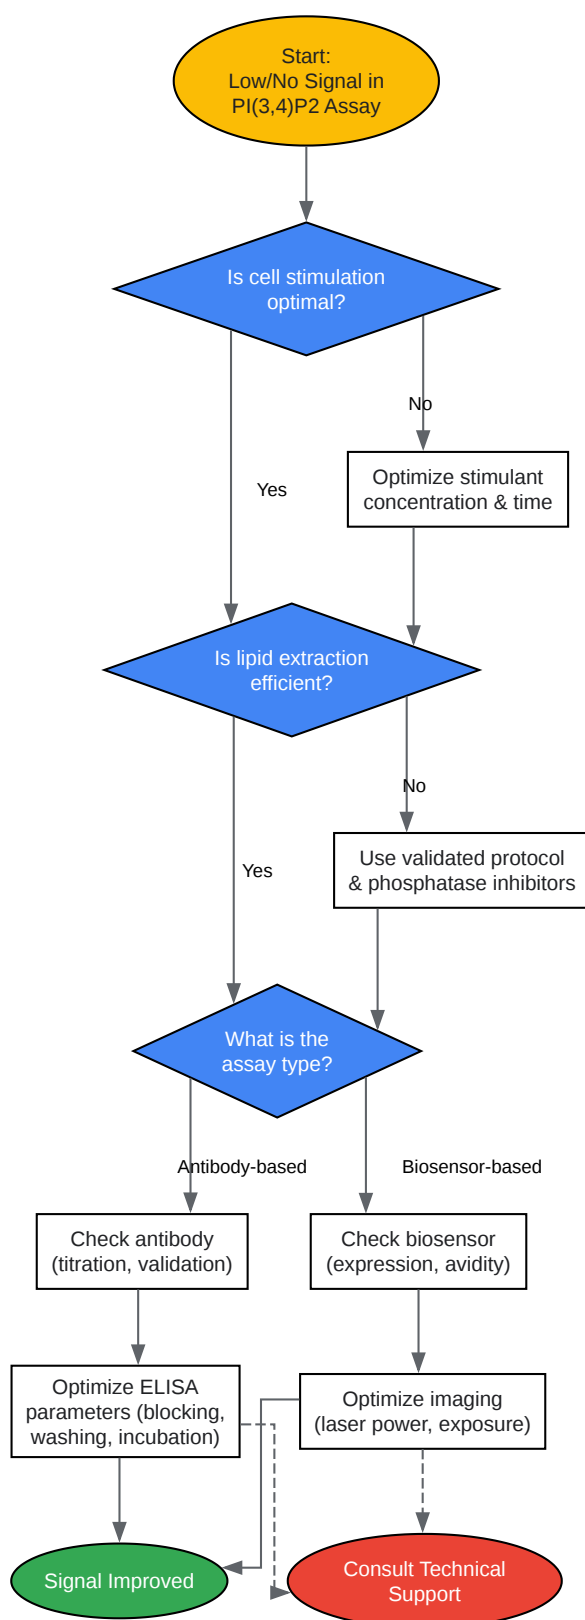 Start:
Low/No Signal in
PI(3,4)P2 Assay
Is cell stimulation
optimal?
No
Optimize stimulant
concentration & time
Yes
Is lipid extraction
efficient?
No
Use validated protocol
& phosphatase inhibitors
Yes
What is the
assay type?
Antibody-based
Biosensor-based
Check antibody
(titration, validation)
Check biosensor
(expression, avidity)
Optimize ELISA
parameters (blocking,
washing, incubation)
Optimize imaging
(laser power, exposure)
Signal Improved
Consult Technical
Support